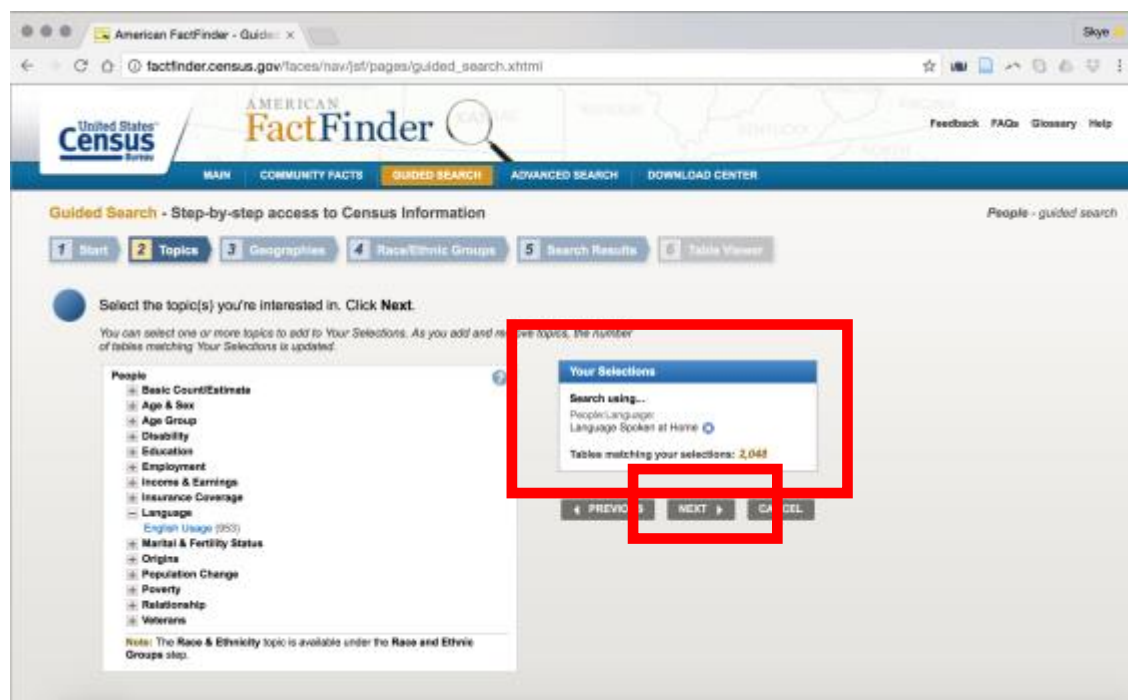 American FactFinder - Guided
Skye
factfinder.census.gov/faces/nav/jsf/pages/guided_search.xhtml
United States
Census
Bureau
AMERICAN
FactFinder
Feedback FAQs Glossary Help
MAIN COMMUNITY FACTS GUIDED SEARCH ADVANCED SEARCH DOWNLOAD CENTER
Guided Search - Step-by-step access to Census Information
People - guided search
1 Start 2 Topics 3 Geographies 4 Race/Ethnic Groups 5 Search Results 6 Table Viewer
Select the topic(s) you're interested in. Click Next.
You can select one or more topics to add to Your Selections. As you add and remove topics, the number
of tables matching Your Selections is updated.
People
Basic Count/Estimate
Age & Sex
Age Group
Disability
Education
Employment
Income & Earnings
Insurance Coverage
Language
English Usage (953)
Marital & Fertility Status
Origins
Population Change
Poverty
Relationship
Veterans
Note: The Race & Ethnicity topic is available under the Race and Ethnic
Groups step.
Your Selections
Search using...
People:Language:
Language Spoken at Home
Tables matching your selections: 2,048
PREVIOUS NEXT CANCEL